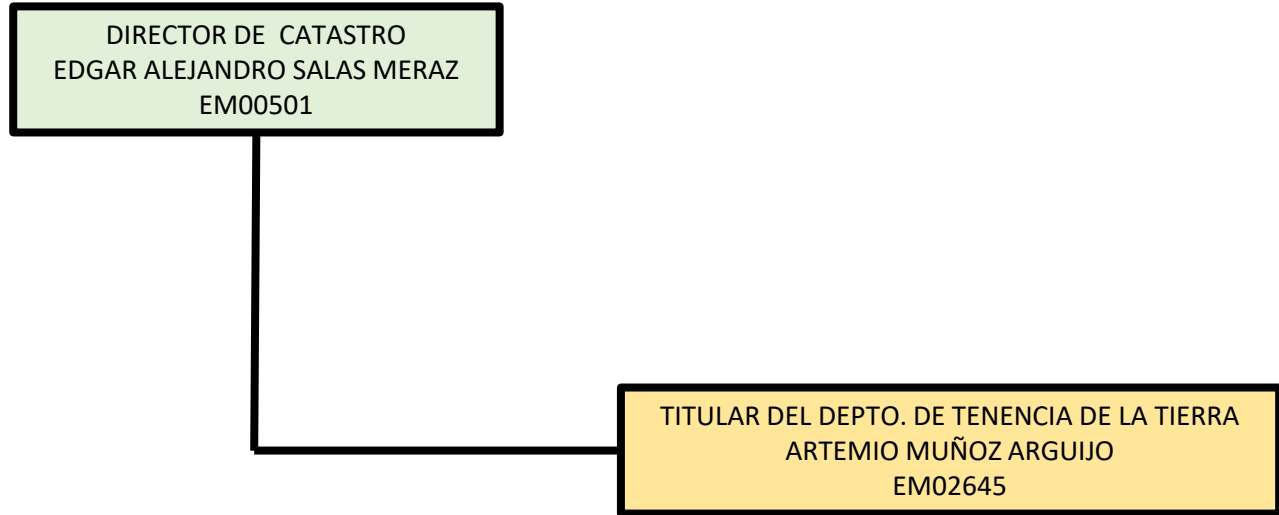 DIRECTOR DE CATASTRO
EDGAR ALEJANDRO SALAS MERAZ
EM00501
TITULAR DEL DEPTO. DE TENENCIA DE LA TIERRA
ARTEMIO MUÑOZ ARGUIJO
EM02645